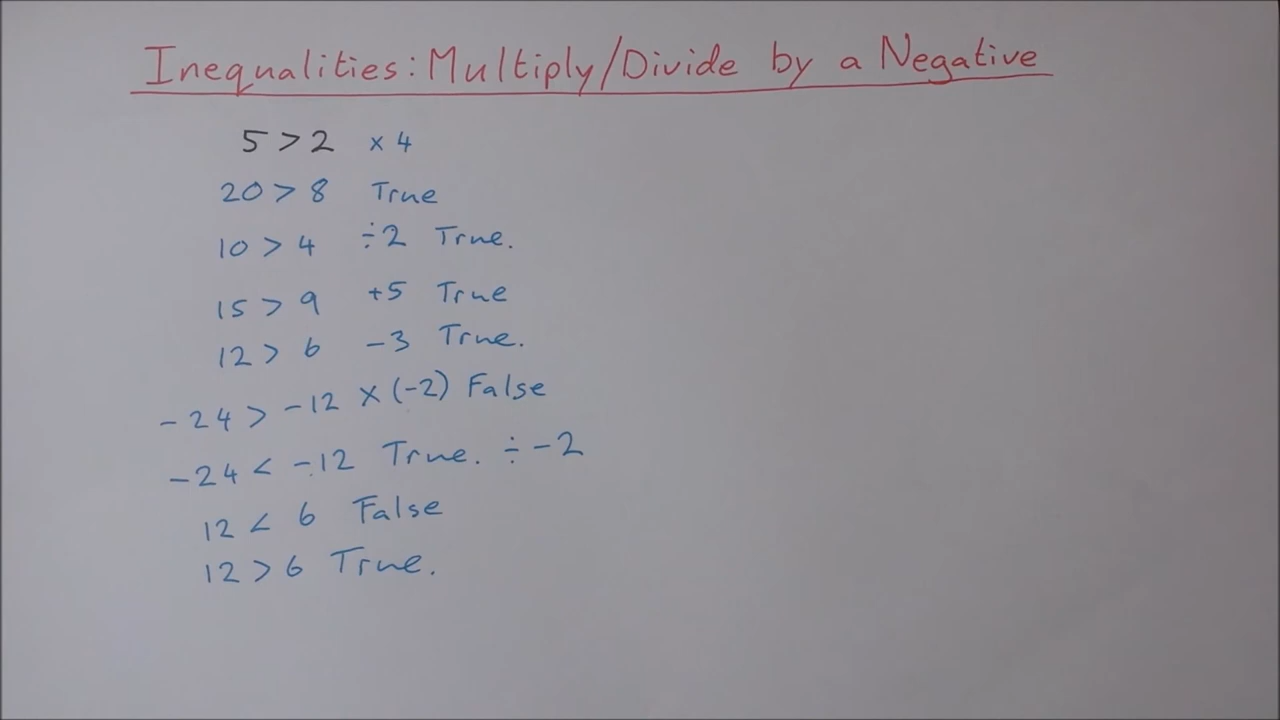 Inequalities: Multiply/Divide by a Negative
5 > 2 × 4
20 > 8 True
10 > 4 ÷2 True.
15 > 9 +5 True
12 > 6 -3 True.
-24 > -12 × (-2) False
-24 < -12 True. ÷ -2
12 < 6 False
12 > 6 True.